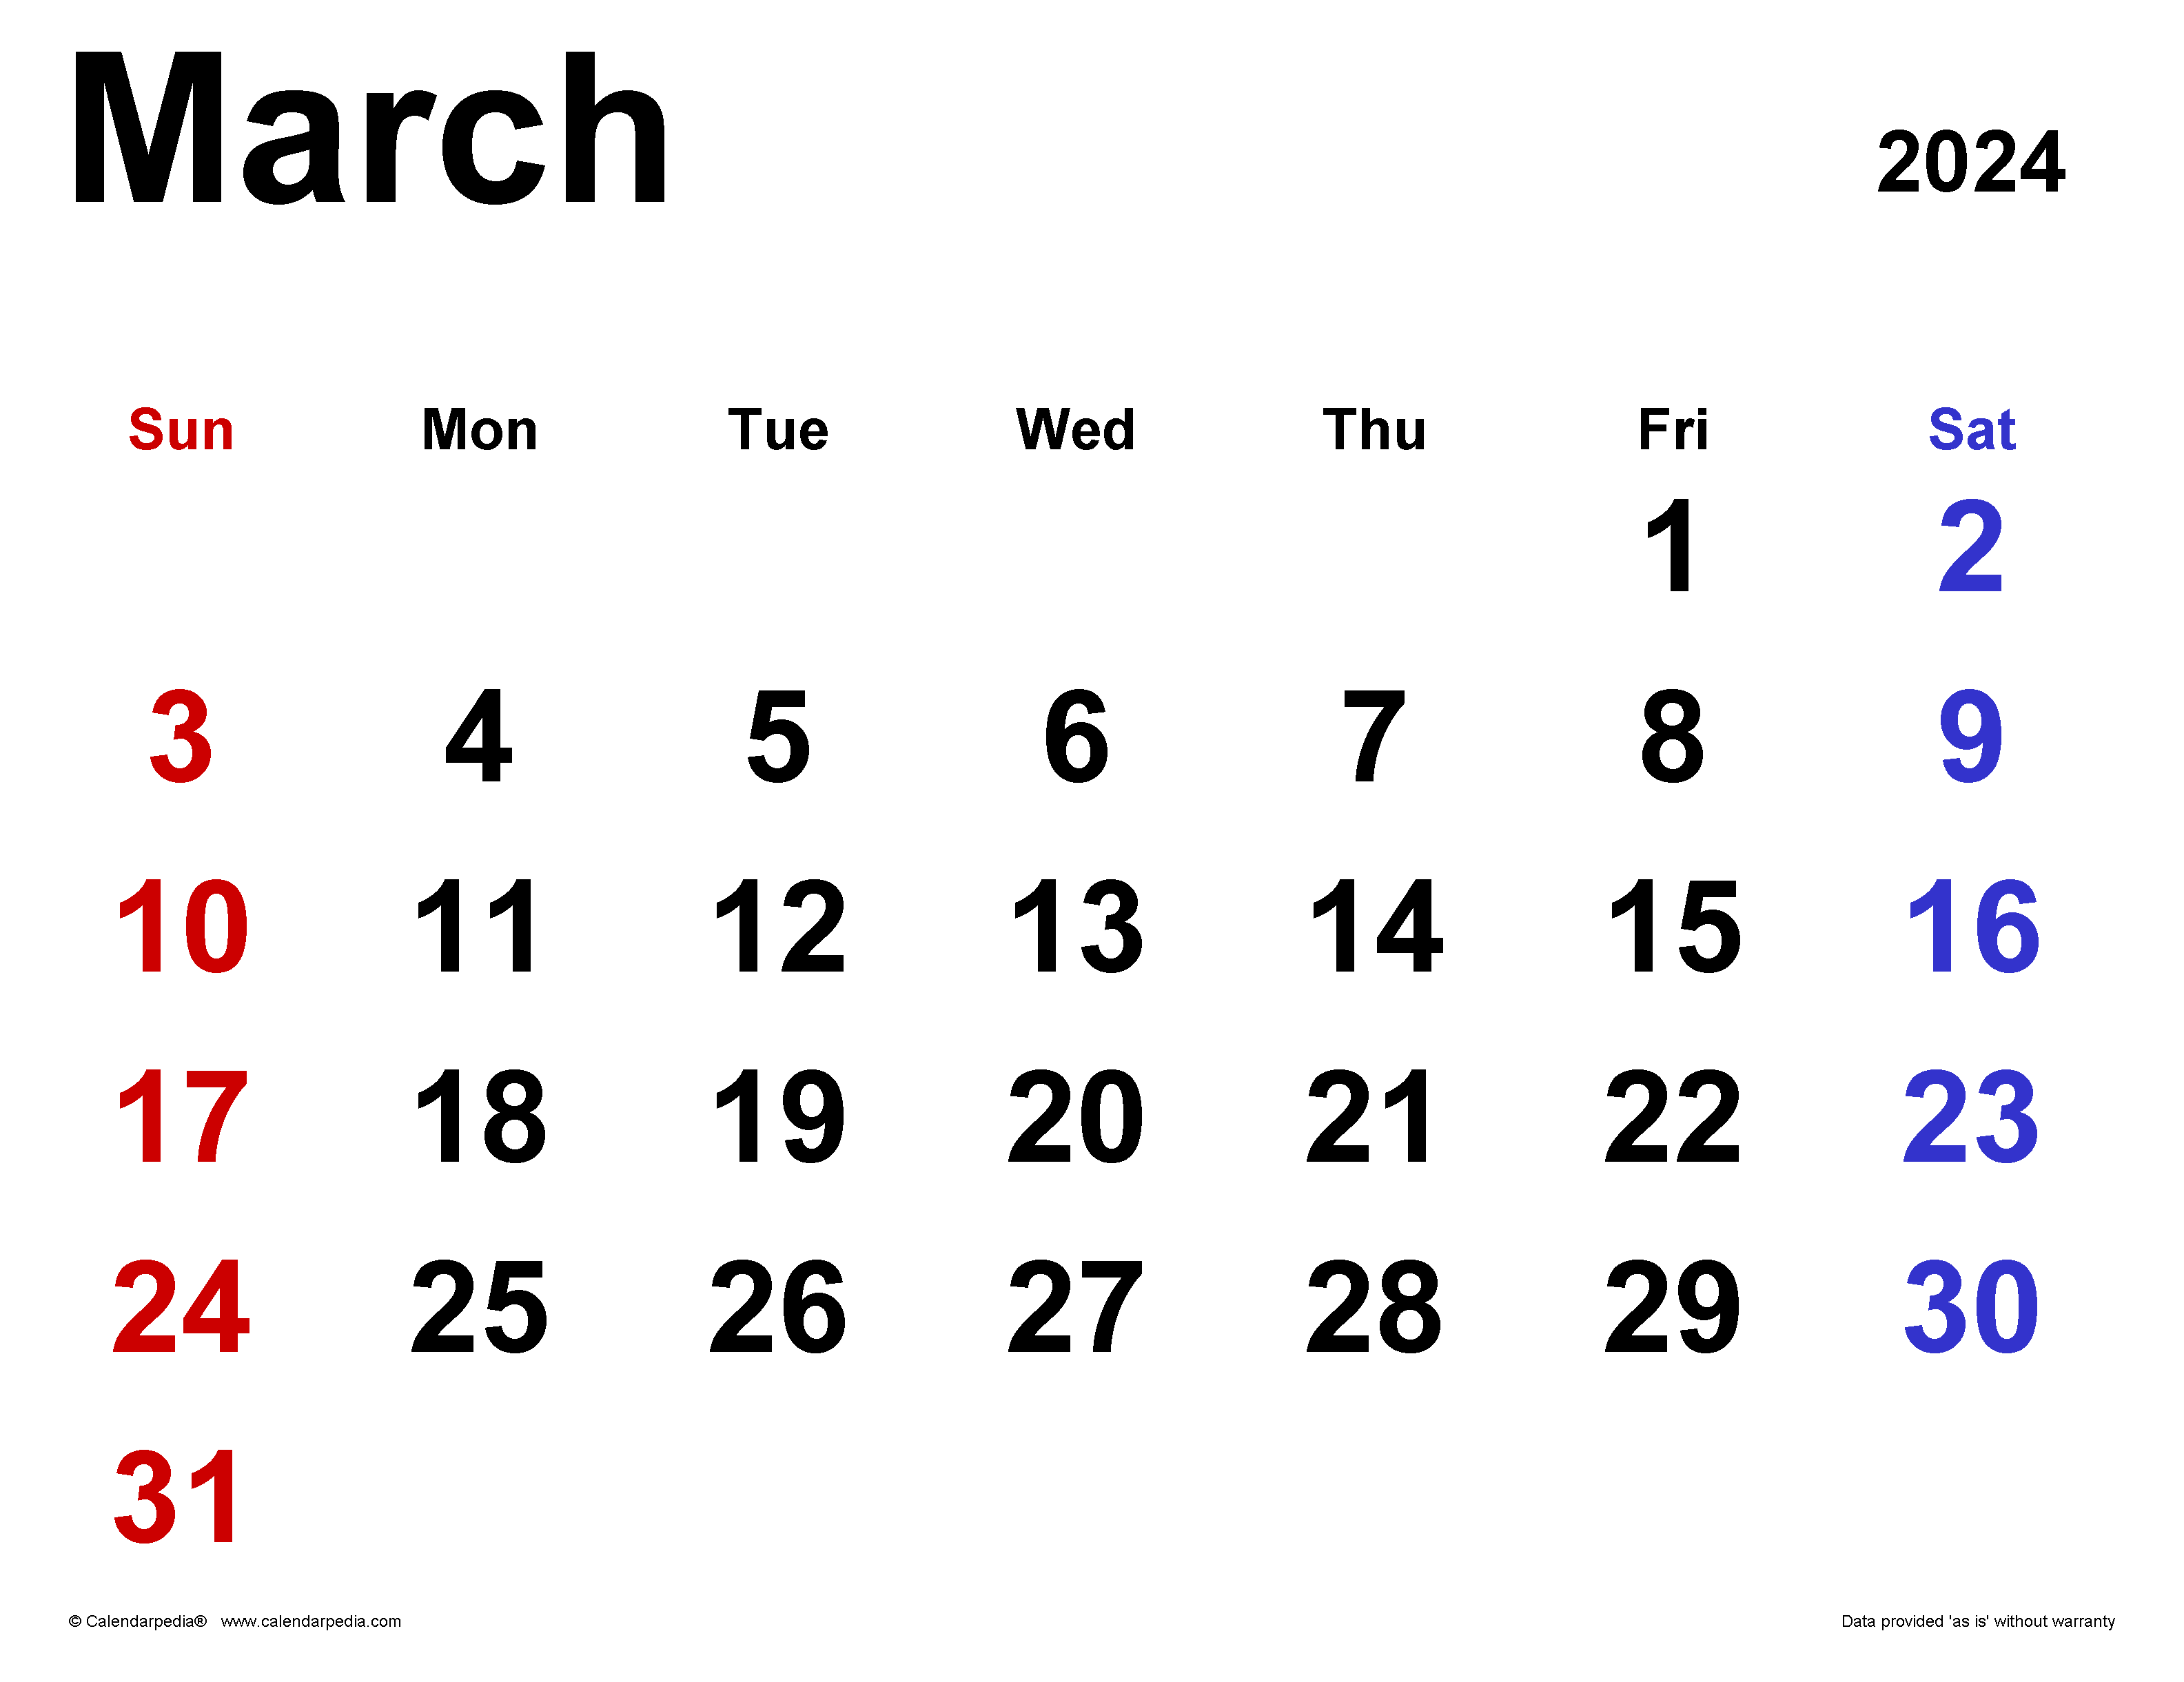 March 2024
Sun Mon Tue Wed Thu Fri Sat
1 2
3 4 5 6 7 8 9
10 11 12 13 14 15 16
17 18 19 20 21 22 23
24 25 26 27 28 29 30
31
© Calendarpedia® www.calendarpedia.com Data provided 'as is' without warranty